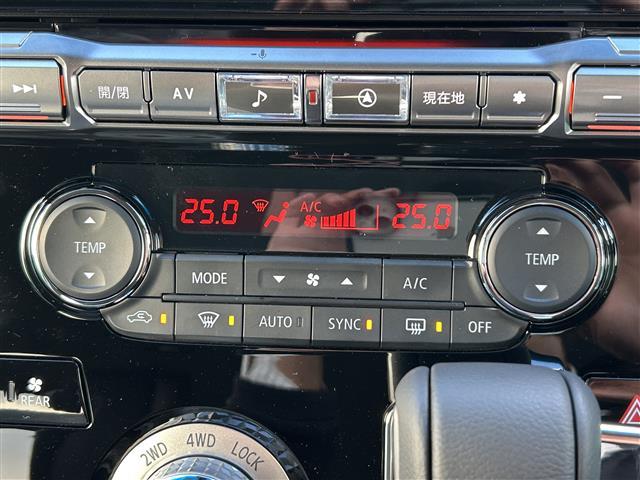 開/閉 AV 現在地
25.0 A/C 25.0
TEMP MODE A/C TEMP
AUTO SYNC OFF
REAR
2WD 4WD LOCK